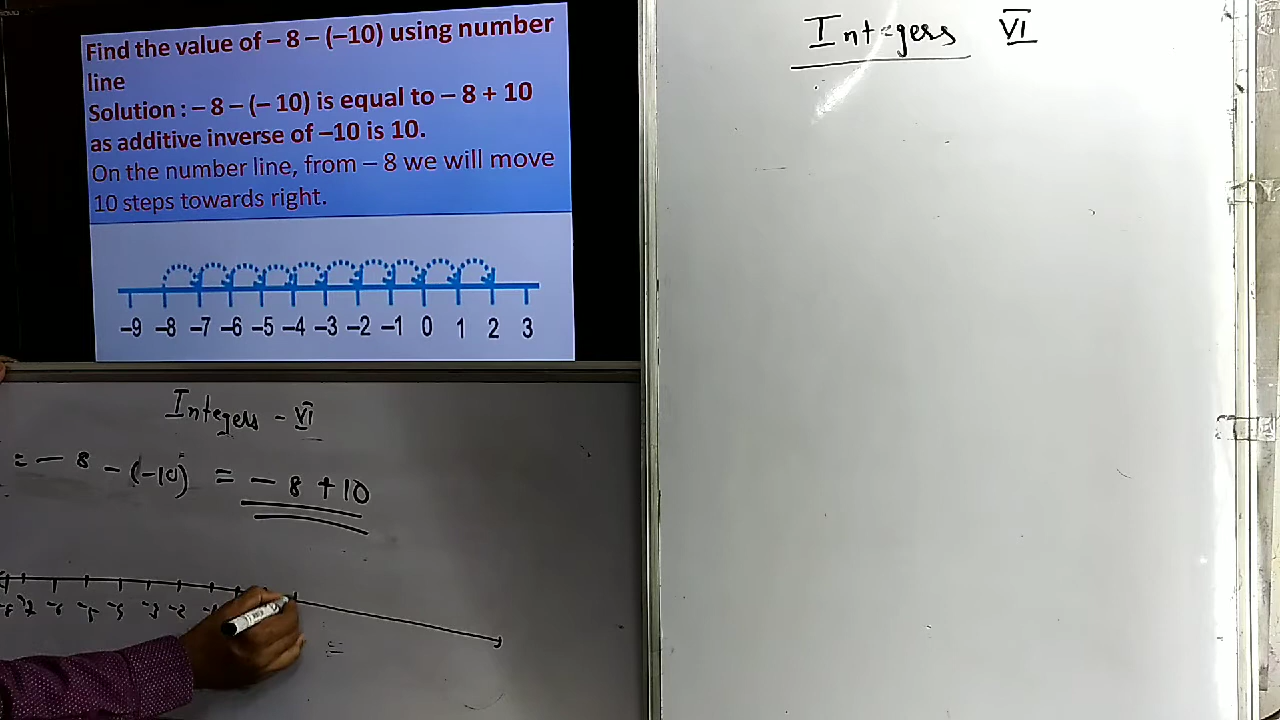 Find the value of – 8 – (–10) using number
line
Solution : – 8 – (– 10) is equal to – 8 + 10
as additive inverse of –10 is 10.
On the number line, from – 8 we will move
10 steps towards right.
–9 –8 –7 –6 –5 –4 –3 –2 –1 0 1 2 3
Integers - VI
= – 8 – (–10) = – 8 + 10
=
Integers VI